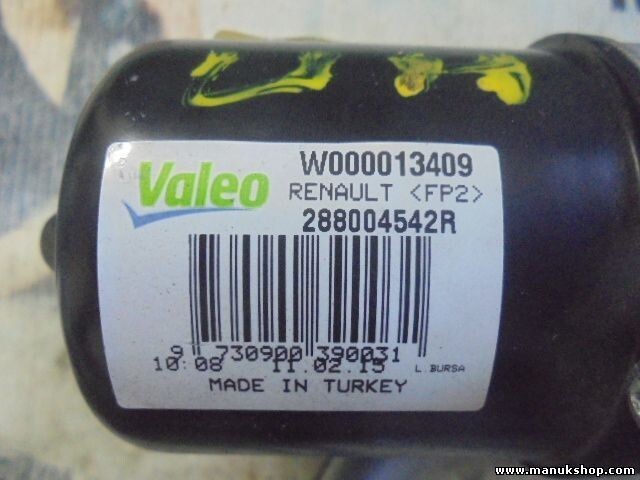 Valeo
W000013409
RENAULT <FP2>
288004542R
9 730900 390031
10:08 11.02.15 L.BURSA
MADE IN TURKEY
www.manukshop.com